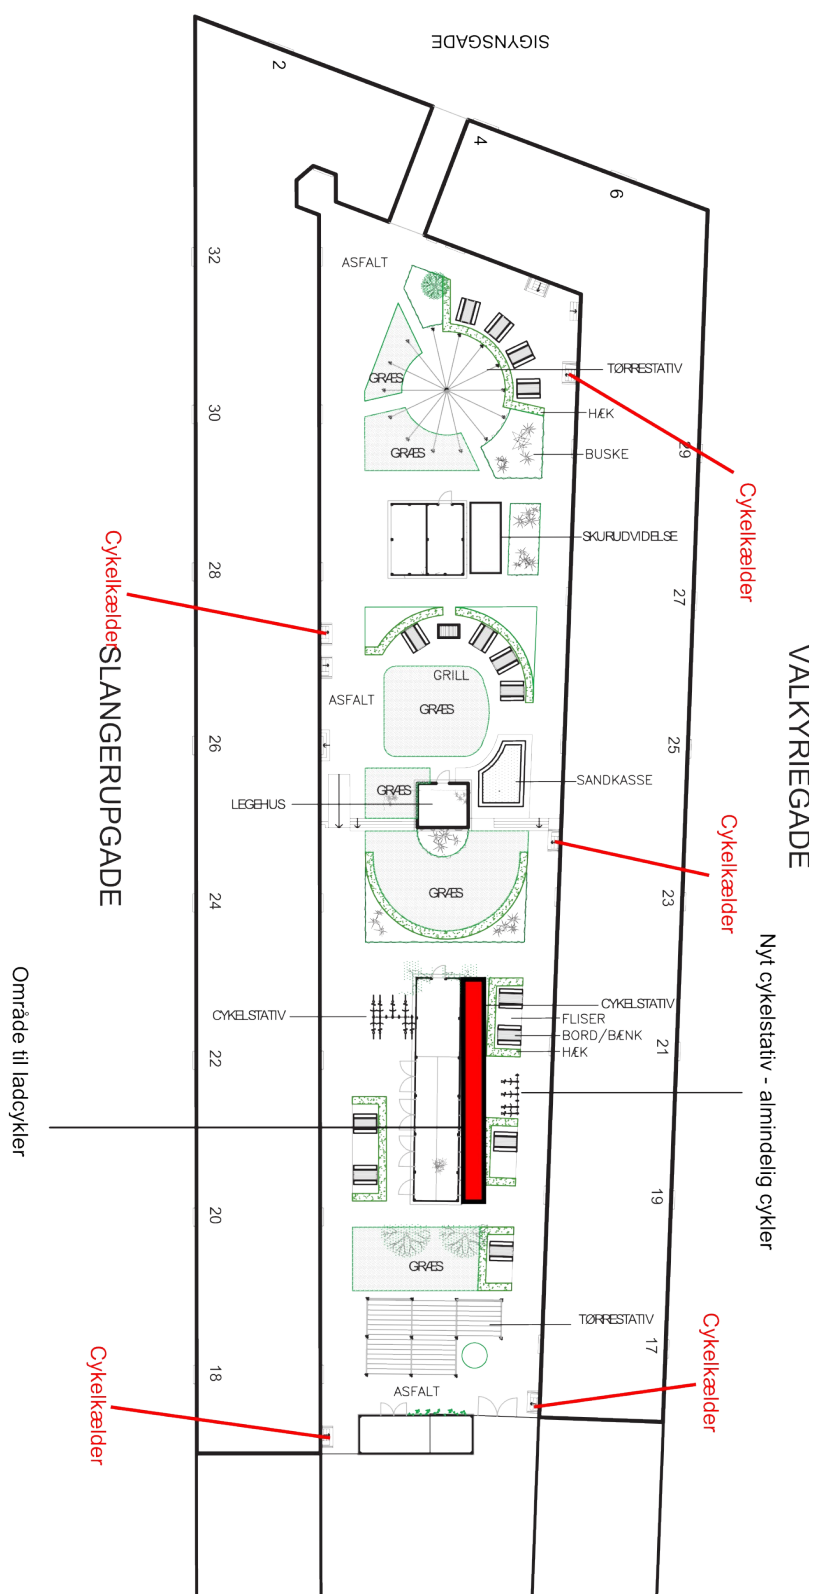 SIGYNSGADE
2
4
6
32
ASFALT
GRÆS
TØRRESTATIV
30
HÆK
29
GRÆS
BUSKE
Cykelkælder
Cykelkælder
SKURUDVIDELSE
28
27
SLANGERUPGADE
VALKYRIEGADE
GRILL
ASFALT
GRÆS
26
25
SANDKASSE
GRÆS
LEGEHUS
Cykelkælder
GRÆS
24
23
Nyt cykelstativ - almindelig cykler
Område til ladcykler
CYKELSTATIV
CYKELSTATIV
FLISER
BORD/BÆNK
HÆK
22
21
20
19
GRÆS
TØRRESTATIV
Cykelkælder
17
Cykelkælder
18
ASFALT